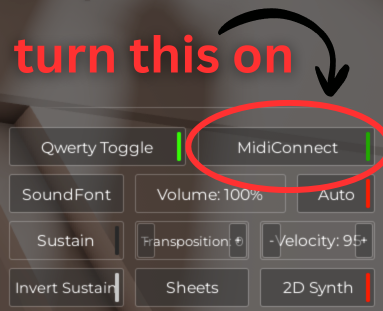 turn this on
Qwerty Toggle MidiConnect
SoundFont Volume: 100% Auto
Sustain Transposition: 0 + - Velocity: 95 +
Invert Sustain Sheets 2D Synth